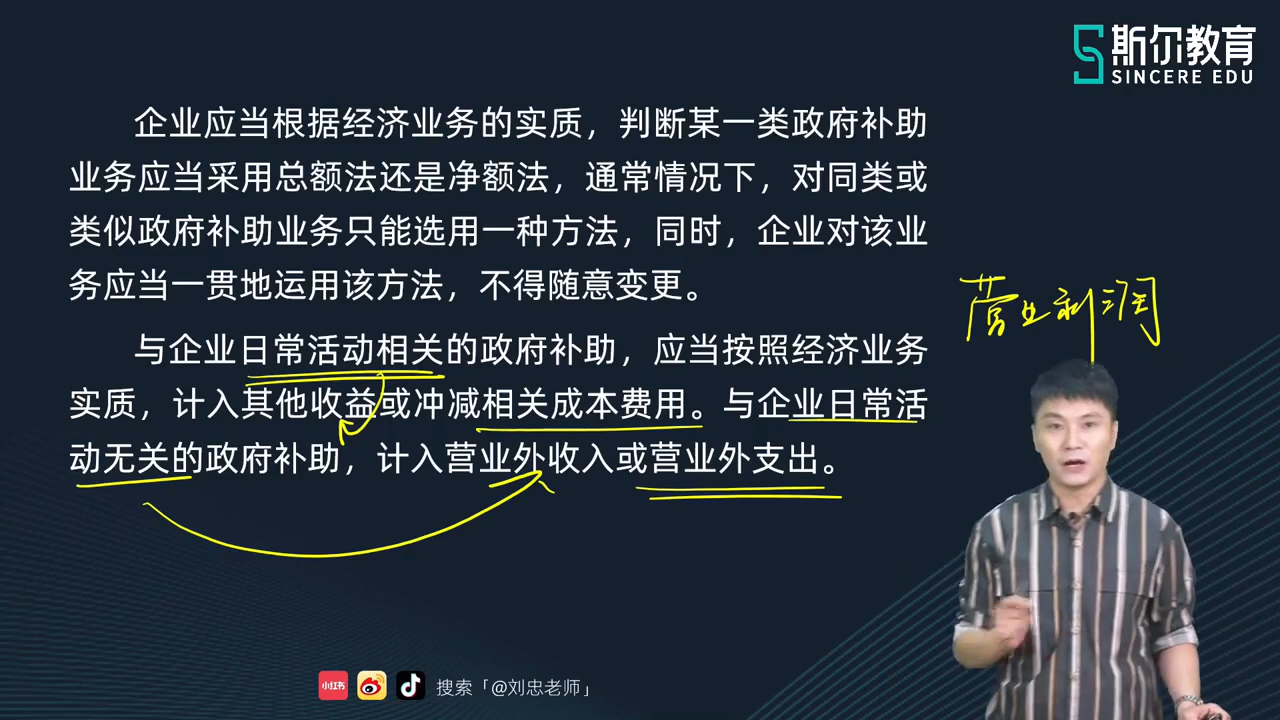 斯尔教育
SINCERE EDU
企业应当根据经济业务的实质，判断某一类政府补助
业务应当采用总额法还是净额法，通常情况下，对同类或
类似政府补助业务只能选用一种方法，同时，企业对该业
务应当一贯地运用该方法，不得随意变更。
营业利润
与企业日常活动相关的政府补助，应当按照经济业务
实质，计入其他收益或冲减相关成本费用。与企业日常活
动无关的政府补助，计入营业外收入或营业外支出。
小红书
搜索「@刘忠老师」